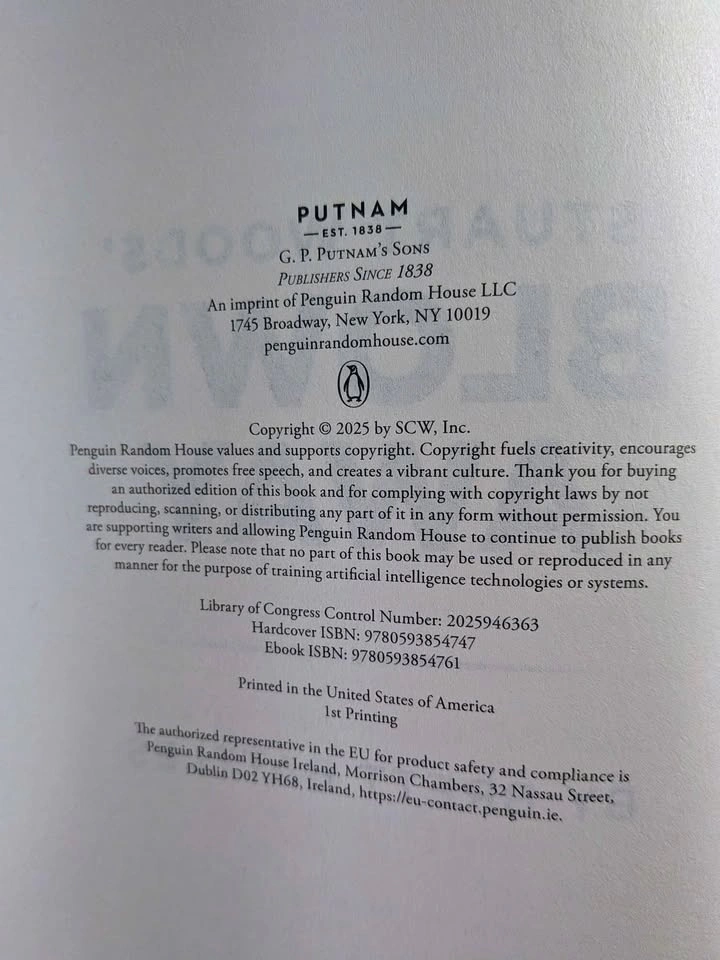 PUTNAM
— EST. 1838 —
G. P. Putnam's Sons
Publishers Since 1838
An imprint of Penguin Random House LLC
1745 Broadway, New York, NY 10019
penguinrandomhouse.com
Copyright © 2025 by SCW, Inc.
Penguin Random House values and supports copyright. Copyright fuels creativity, encourages
diverse voices, promotes free speech, and creates a vibrant culture. Thank you for buying
an authorized edition of this book and for complying with copyright laws by not
reproducing, scanning, or distributing any part of it in any form without permission. You
are supporting writers and allowing Penguin Random House to continue to publish books
for every reader. Please note that no part of this book may be used or reproduced in any
manner for the purpose of training artificial intelligence technologies or systems.
Library of Congress Control Number: 2025946363
Hardcover ISBN: 9780593854747
Ebook ISBN: 9780593854761
Printed in the United States of America
1st Printing
The authorized representative in the EU for product safety and compliance is
Penguin Random House Ireland, Morrison Chambers, 32 Nassau Street,
Dublin D02 YH68, Ireland, https://eu-contact.penguin.ie.